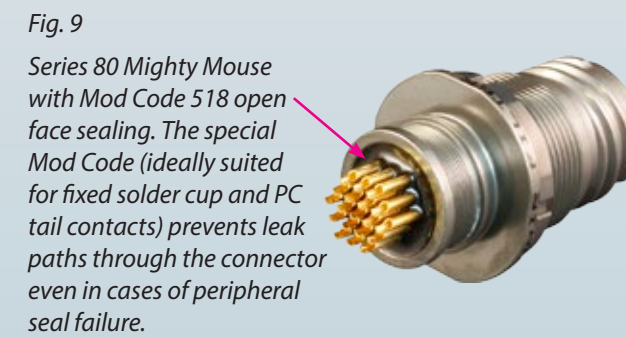 Fig. 9
Series 80 Mighty Mouse
with Mod Code 518 open
face sealing. The special
Mod Code (ideally suited
for fixed solder cup and PC
tail contacts) prevents leak
paths through the connector
even in cases of peripheral
seal failure.